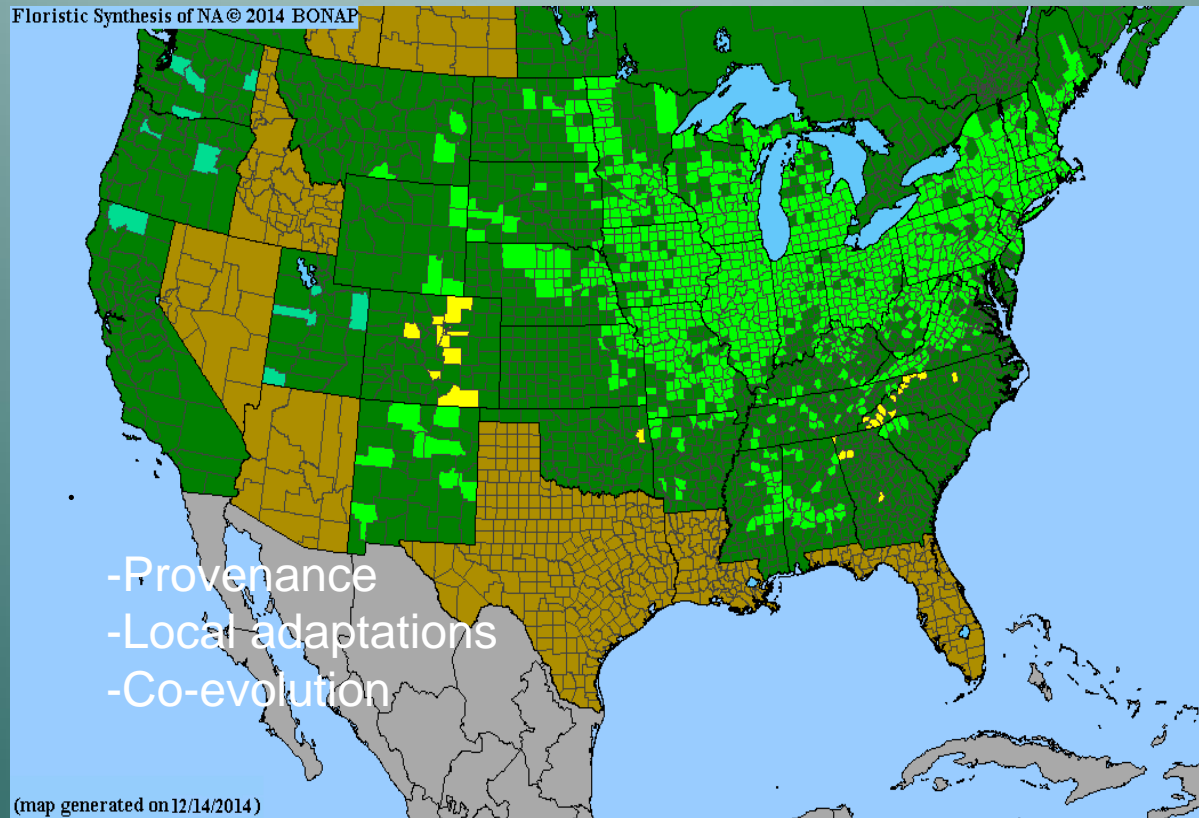 Floristic Synthesis of NA © 2014 BONAP
-Provenance
-Local adaptations
-Co-evolution
(map generated on 12/14/2014)